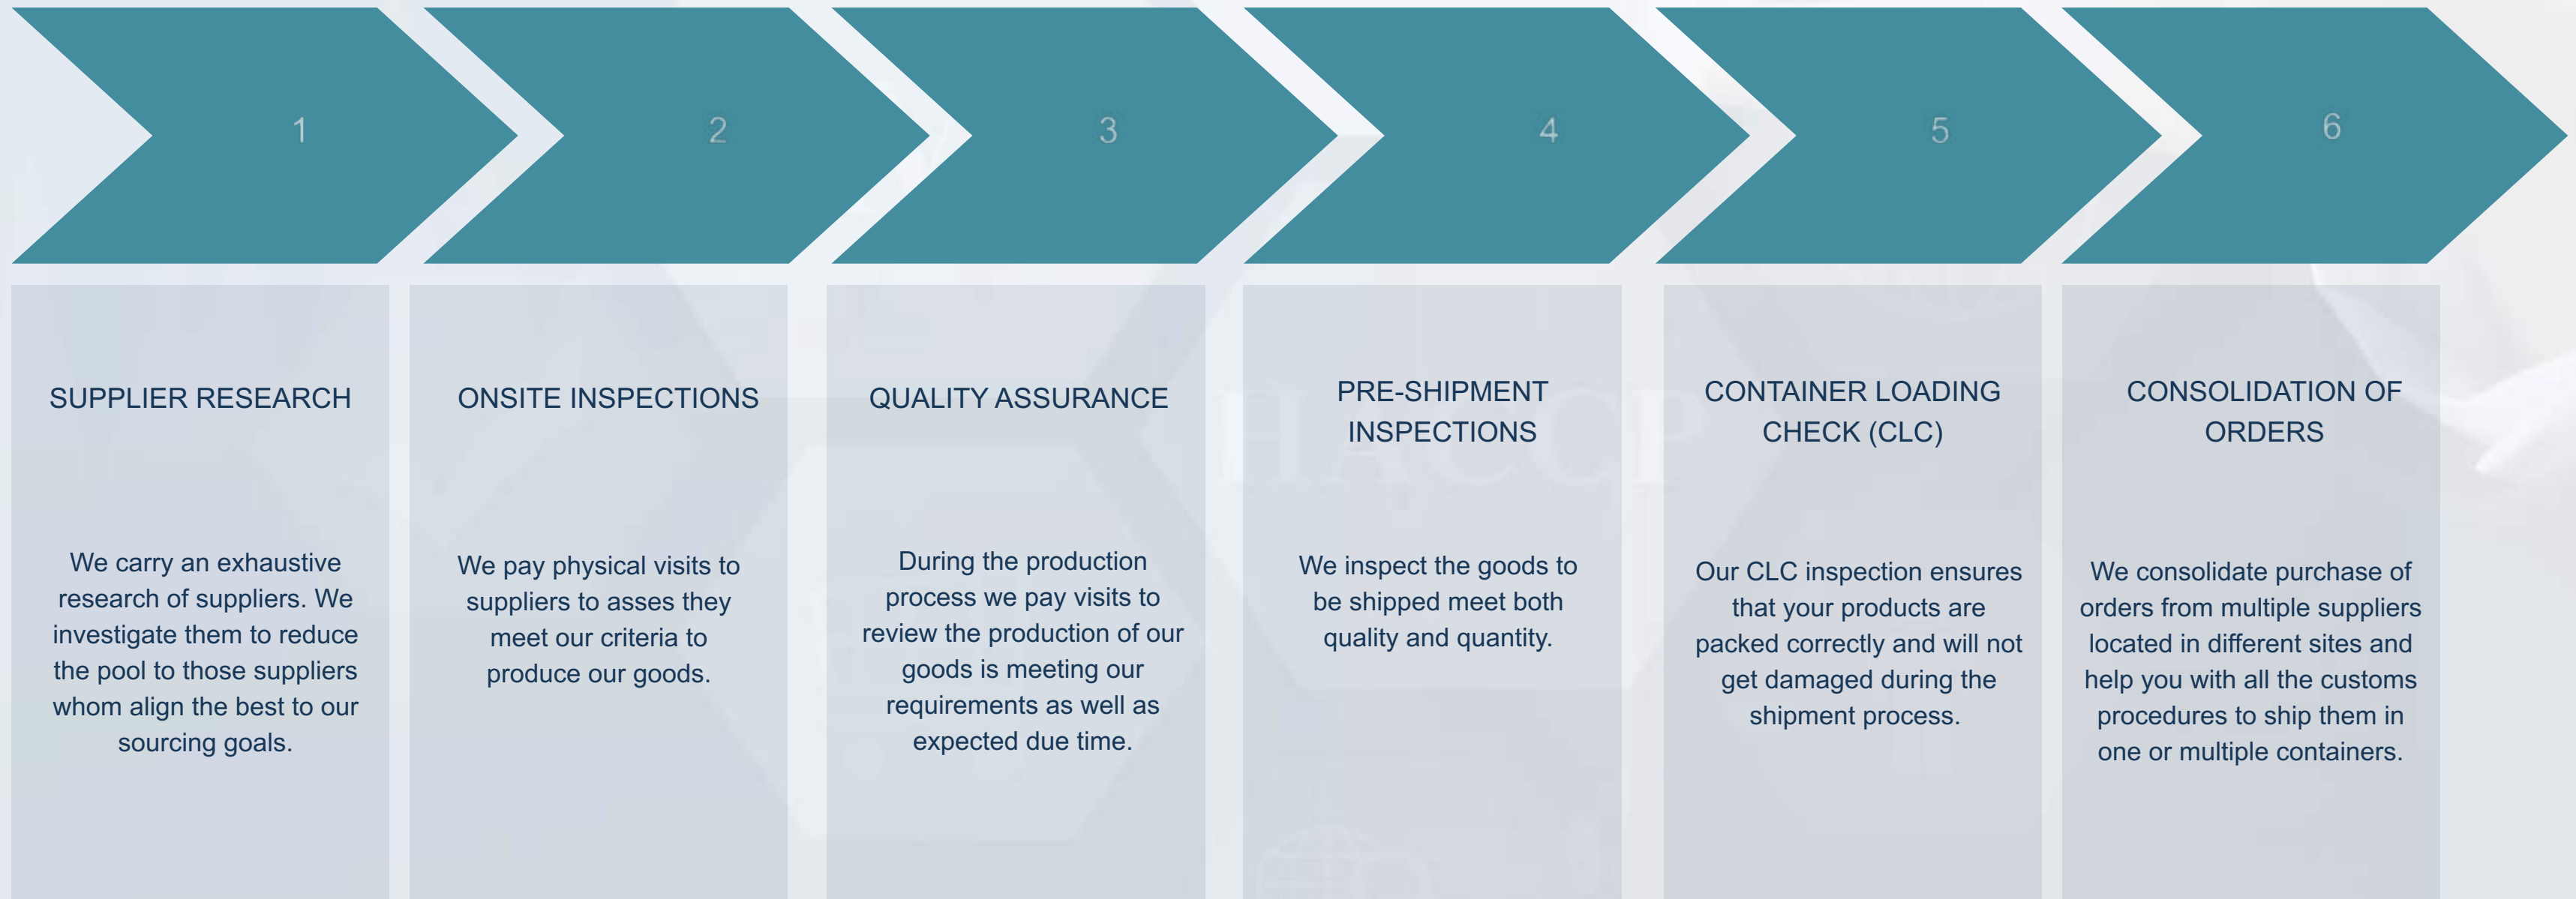 1
2
3
4
5
6
SUPPLIER RESEARCH
We carry an exhaustive
research of suppliers. We
investigate them to reduce
the pool to those suppliers
whom align the best to our
sourcing goals.
ONSITE INSPECTIONS
We pay physical visits to
suppliers to asses they
meet our criteria to
produce our goods.
QUALITY ASSURANCE
During the production
process we pay visits to
review the production of our
goods is meeting our
requirements as well as
expected due time.
PRE-SHIPMENT
INSPECTIONS
HACCP
We inspect the goods to
be shipped meet both
quality and quantity.
CONTAINER LOADING
CHECK (CLC)
Our CLC inspection ensures
that your products are
packed correctly and will not
get damaged during the
shipment process.
CONSOLIDATION OF
ORDERS
We consolidate purchase of
orders from multiple suppliers
located in different sites and
help you with all the customs
procedures to ship them in
one or multiple containers.